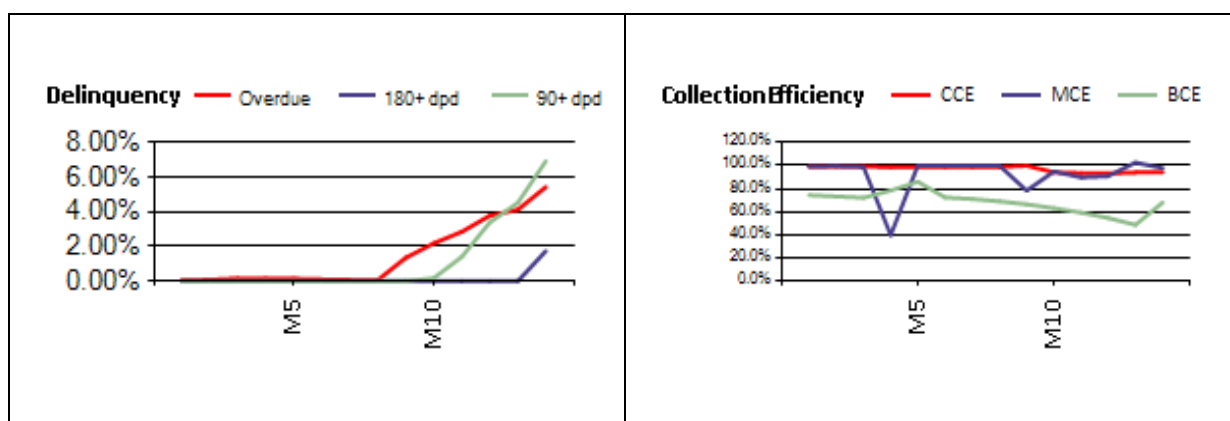 Delinquency Overdue 180+ dpd 90+ dpd
8.00%
6.00%
4.00%
2.00%
0.00%
M5
M10
Collection Efficiency CCE MCE BCE
120.0%
100.0%
80.0%
60.0%
40.0%
20.0%
0.0%
M5
M10